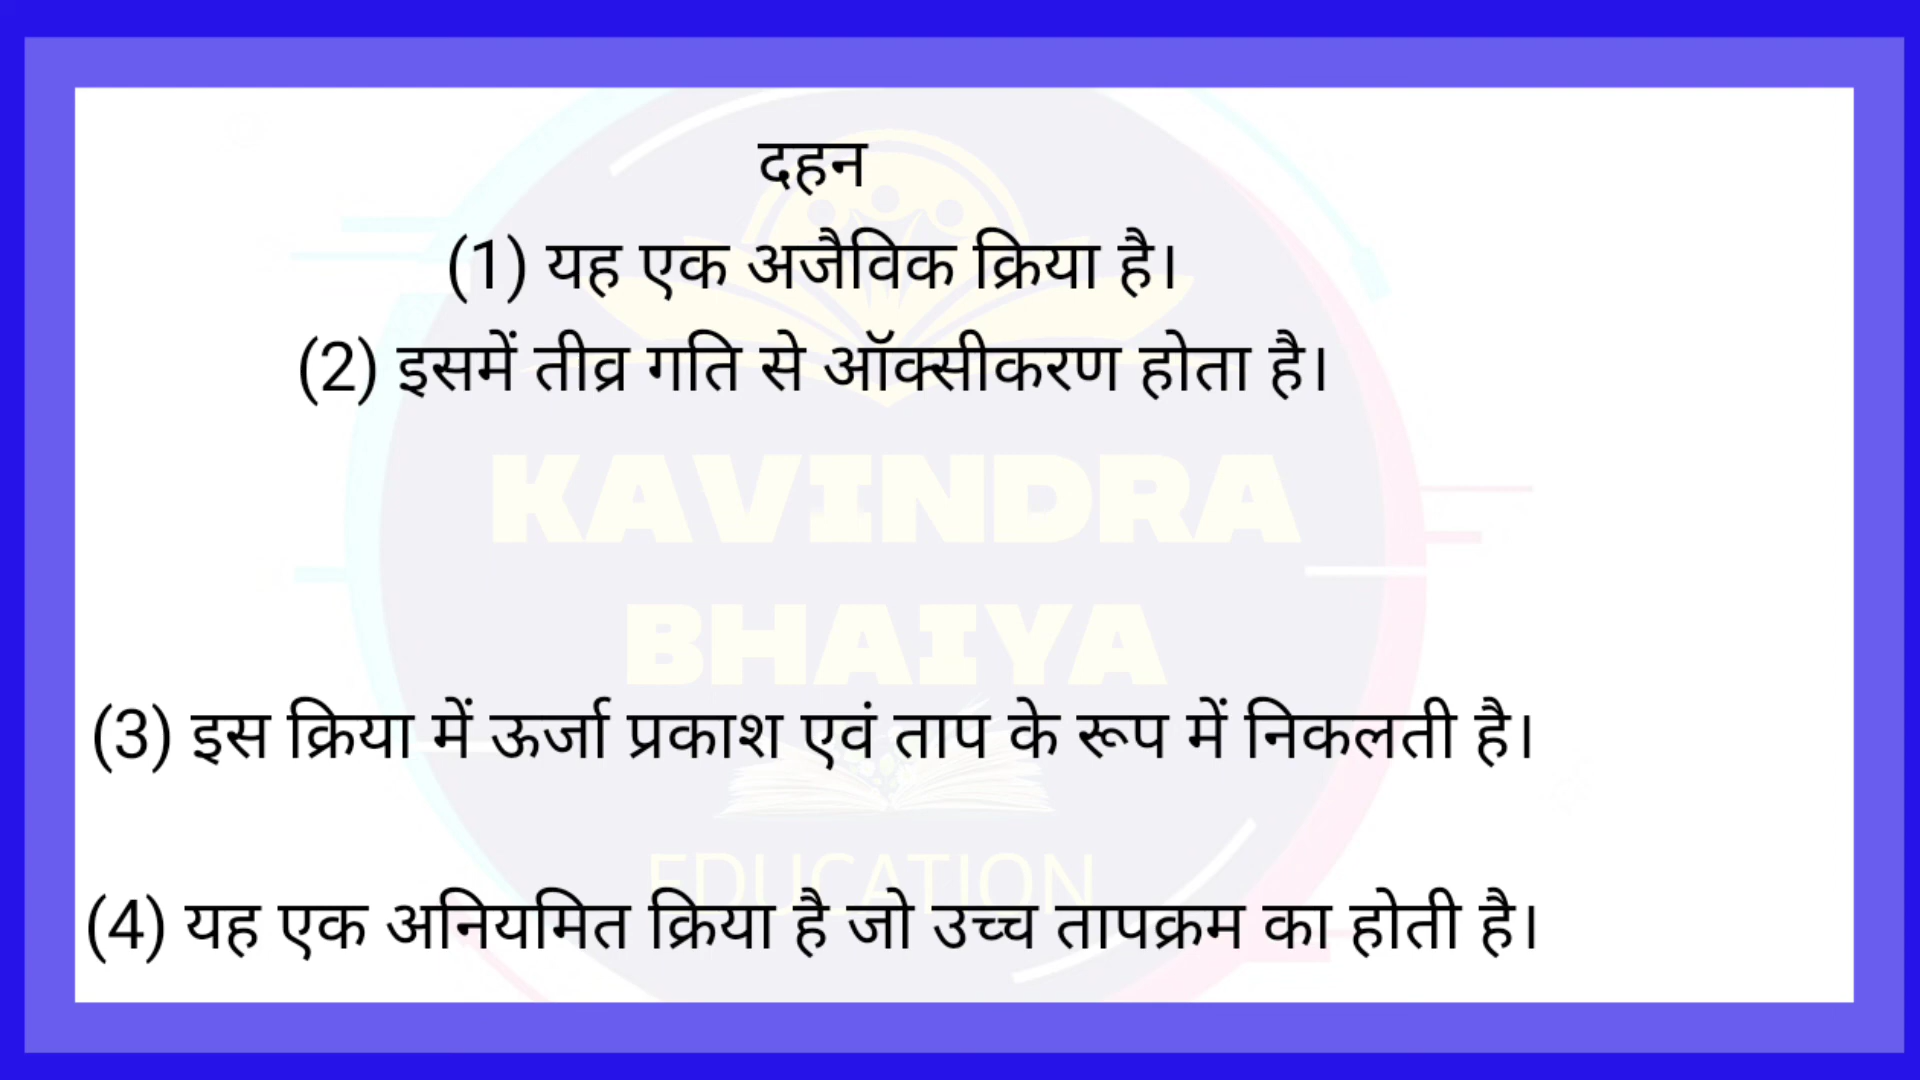 दहन
(1) यह एक अजैविक क्रिया है।
(2) इसमें तीव्र गति से ऑक्सीकरण होता है।
KAVINDRA
BHAIYA
(3) इस क्रिया में ऊर्जा प्रकाश एवं ताप के रूप में निकलती है।
EDUCATION
(4) यह एक अनियमित क्रिया है जो उच्च तापक्रम का होती है।